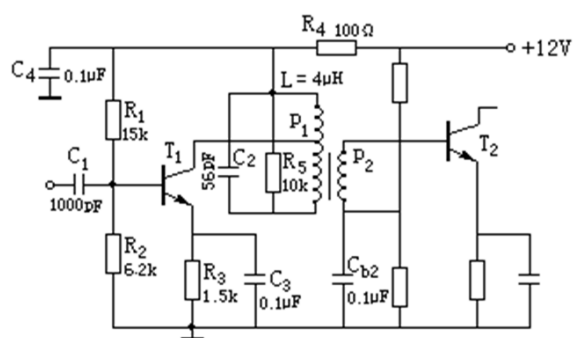 R4 100Ω
+12V
C4 0.1μF
L = 4μH
R1
15k
P1
C1
1000pF
T1
56pF
C2
R5
10k
P2
T2
R2
6.2k
R3
1.5k
C3
0.1μF
Cb2
0.1μF